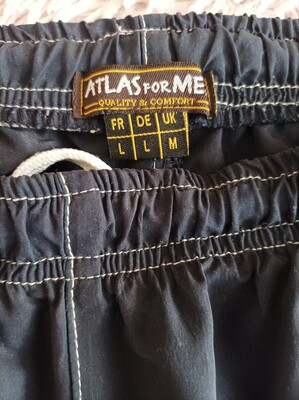 ATLAS FOR ME
QUALITY & COMFORT
FR DE UK
L L M